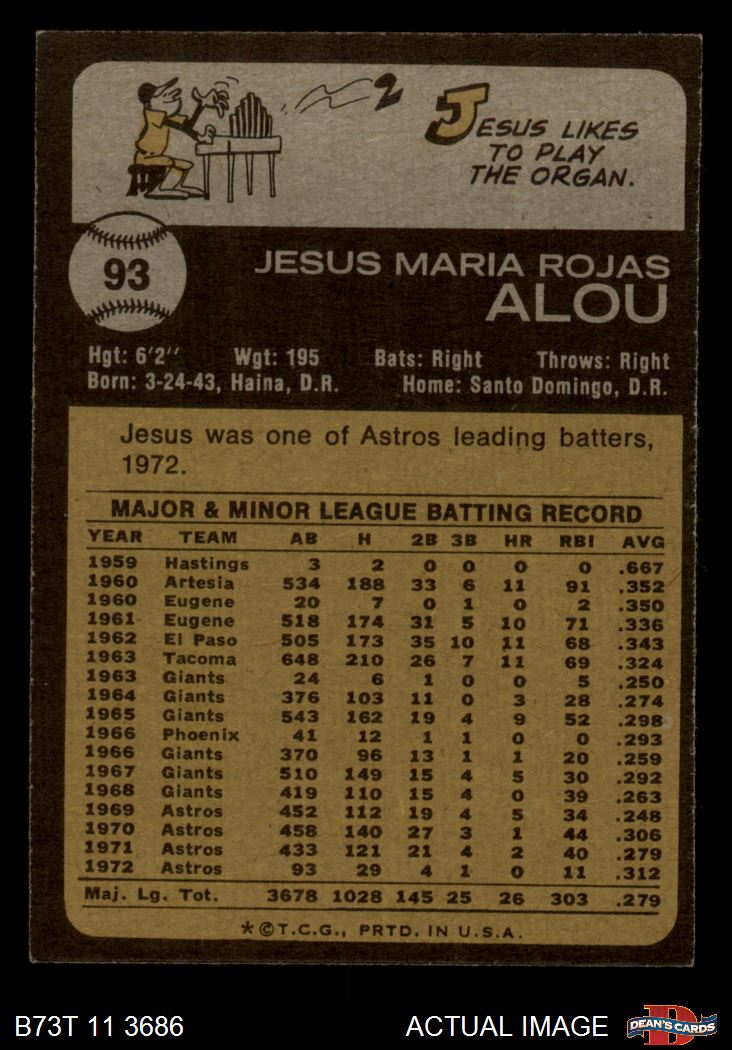 2
JESUS LIKES
TO PLAY
THE ORGAN.
93
JESUS MARIA ROJAS
ALOU
Hgt: 6'2" Wgt: 195 Bats: Right Throws: Right
Born: 3-24-43, Haina, D.R. Home: Santo Domingo, D.R.
Jesus was one of Astros leading batters,
1972.
MAJOR & MINOR LEAGUE BATTING RECORD
YEAR TEAM AB H 2B 3B HR RBI AVG
1959 Hastings 3 2 0 0 0 0 .667
1960 Artesia 534 188 33 6 11 91 .352
1960 Eugene 20 7 0 1 0 2 .350
1961 Eugene 518 174 31 5 10 71 .336
1962 El Paso 505 173 35 10 11 68 .343
1963 Tacoma 648 210 26 7 11 69 .324
1963 Giants 24 6 1 0 0 5 .250
1964 Giants 376 103 11 0 3 28 .274
1965 Giants 543 162 19 4 9 52 .298
1966 Phoenix 41 12 1 1 0 0 .293
1966 Giants 370 96 13 1 1 20 .259
1967 Giants 510 149 15 4 5 30 .292
1968 Giants 419 110 15 4 0 39 .263
1969 Astros 452 112 19 4 5 34 .248
1970 Astros 458 140 27 3 1 44 .306
1971 Astros 433 121 21 4 2 40 .279
1972 Astros 93 29 4 1 0 11 .312
Maj. Lg. Tot. 3678 1028 145 25 26 303 .279
*©T.C.G., PRTD. IN U.S.A.
B73T 11 3686 ACTUAL IMAGE D DEAN'S CARDS